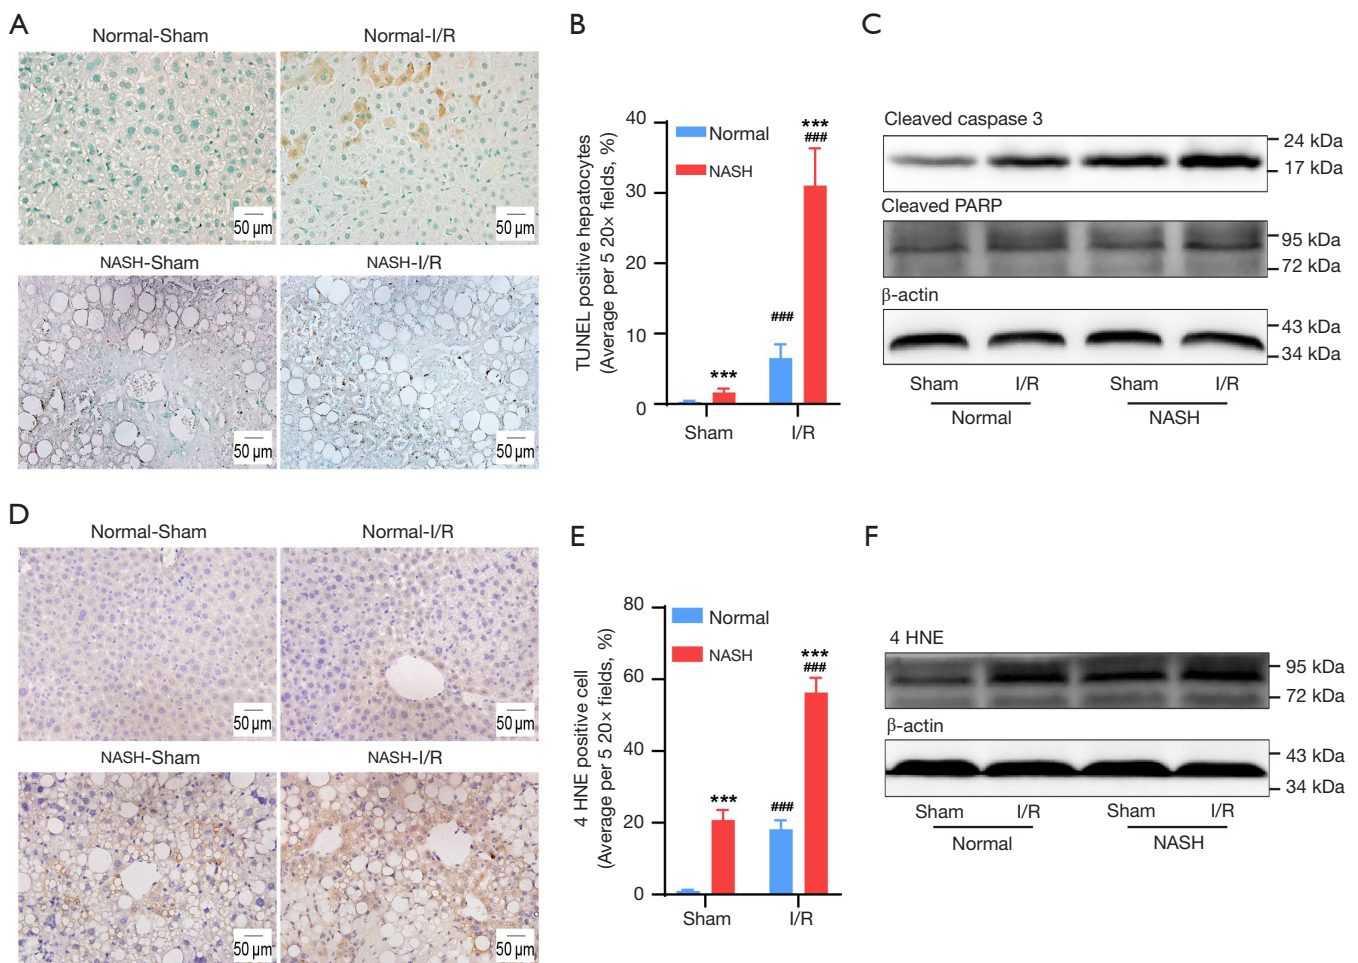 A
Normal-Sham
Normal-I/R
50 µm
50 µm
NASH-Sham
NASH-I/R
50 µm
50 µm
B
TUNEL positive hepatocytes
(Average per 5 20× fields, %)
40
30
20
10
0
Normal
NASH
***
###
***
###
Sham
I/R
C
Cleaved caspase 3
24 kDa
17 kDa
Cleaved PARP
95 kDa
72 kDa
β-actin
43 kDa
34 kDa
Sham I/R Sham I/R
Normal NASH
D
Normal-Sham
Normal-I/R
50 µm
50 µm
NASH-Sham
NASH-I/R
50 µm
50 µm
E
4 HNE positive cell
(Average per 5 20× fields, %)
80
60
40
20
0
Normal
NASH
***
###
***
###
Sham
I/R
F
4 HNE
95 kDa
72 kDa
β-actin
43 kDa
34 kDa
Sham I/R Sham I/R
Normal NASH